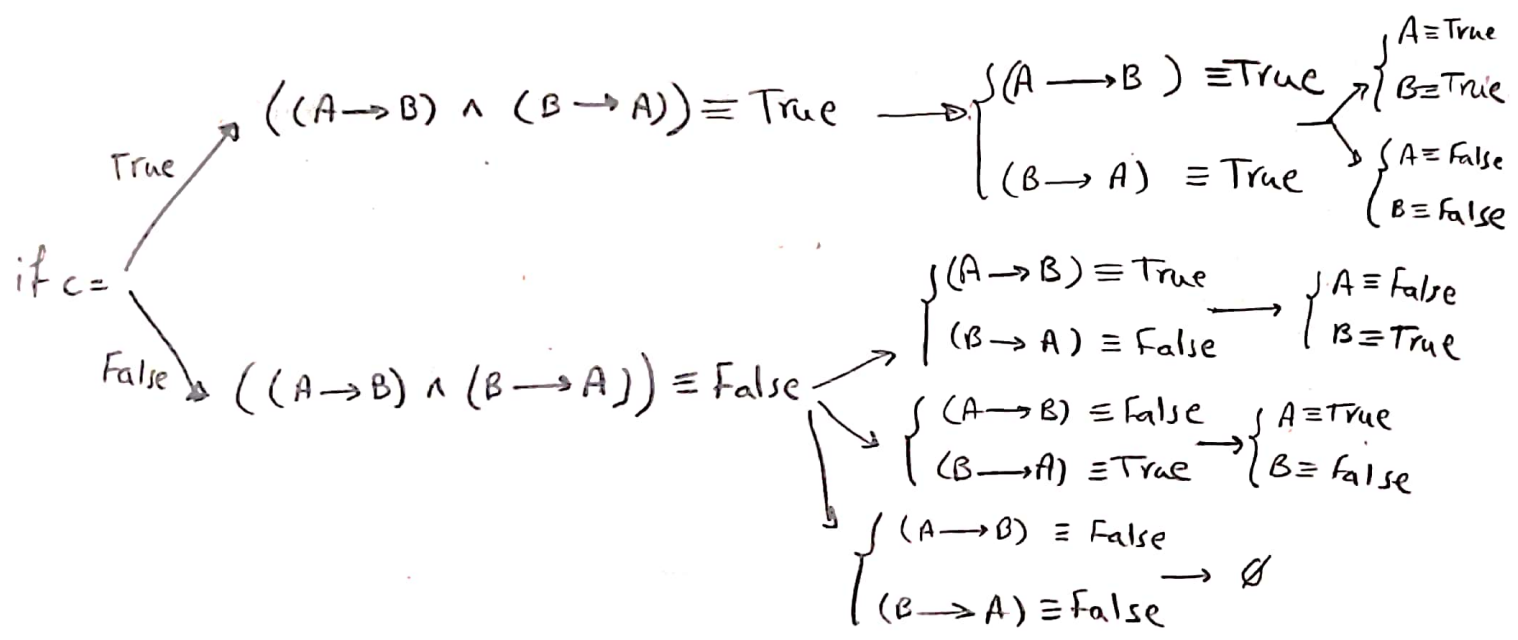 ((A→B) ∧ (B→A)) ≡ True → { (A→B) ≡ True
(B→A) ≡ True
{ A≡True
B≡True
{ A≡False
B≡False
True
if c=
False
((A→B) ∧ (B→A)) ≡ False
{ (A→B) ≡ True
(B→A) ≡ False → { A≡False
B≡True
{ (A→B) ≡ False
(B→A) ≡ True → { A≡True
B≡False
{ (A→B) ≡ False
(B→A) ≡ False → ∅